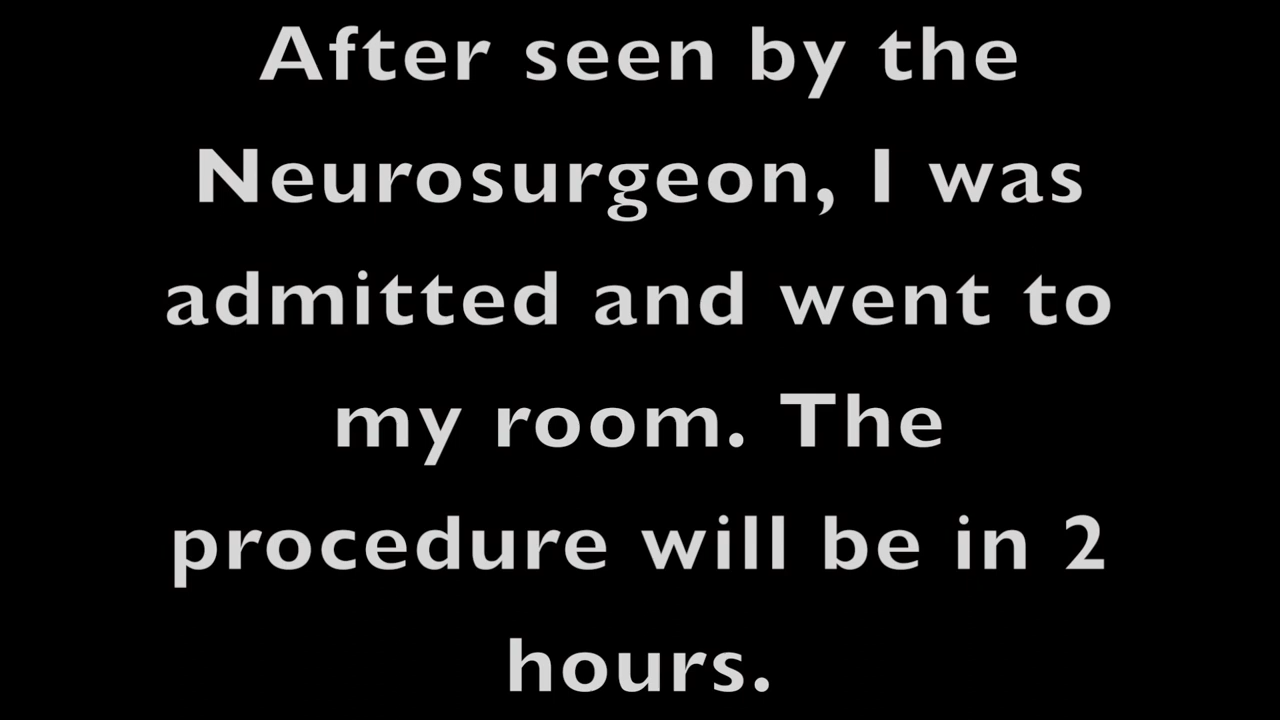 After seen by the
Neurosurgeon, I was
admitted and went to
my room. The
procedure will be in 2
hours.